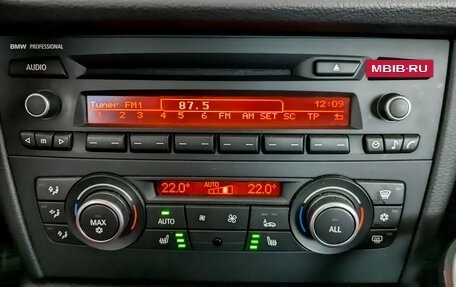 BMW PROFESSIONAL
MBIB-RU
AUDIO
Tuner FM1 87.5 12:09
1 2 3 4 5 6 FM AM SET SC TP
M
22.0° AUTO 22.0°
MAX
AUTO
ALL